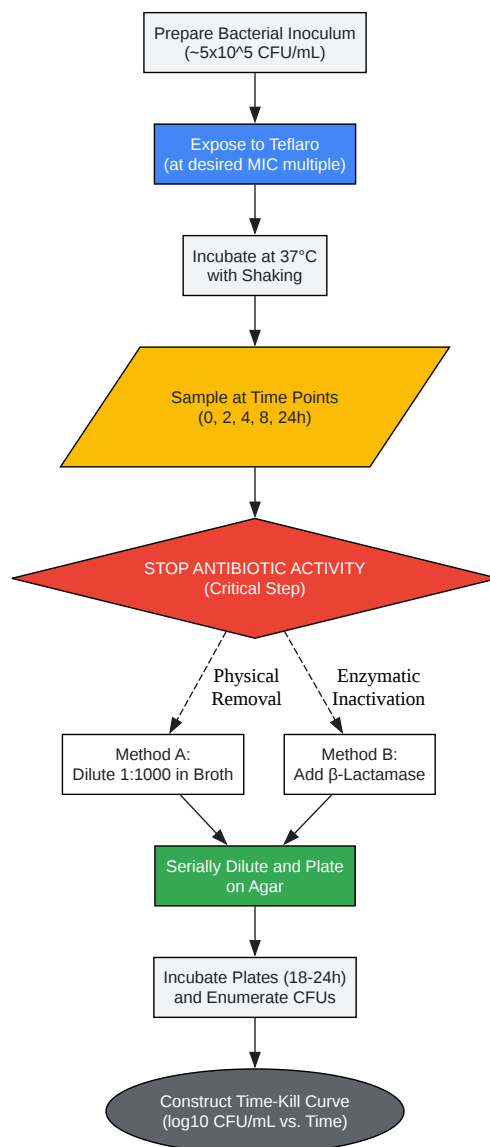 Prepare Bacterial Inoculum
(~5x10^5 CFU/mL)
Expose to Teflaro
(at desired MIC multiple)
Incubate at 37°C
with Shaking
Sample at Time Points
(0, 2, 4, 8, 24h)
STOP ANTIBIOTIC ACTIVITY
(Critical Step)
Physical
Removal
Enzymatic
Inactivation
Method A:
Dilute 1:1000 in Broth
Method B:
Add β-Lactamase
Serially Dilute and Plate
on Agar
Incubate Plates (18-24h)
and Enumerate CFUs
Construct Time-Kill Curve
(log10 CFU/mL vs. Time)